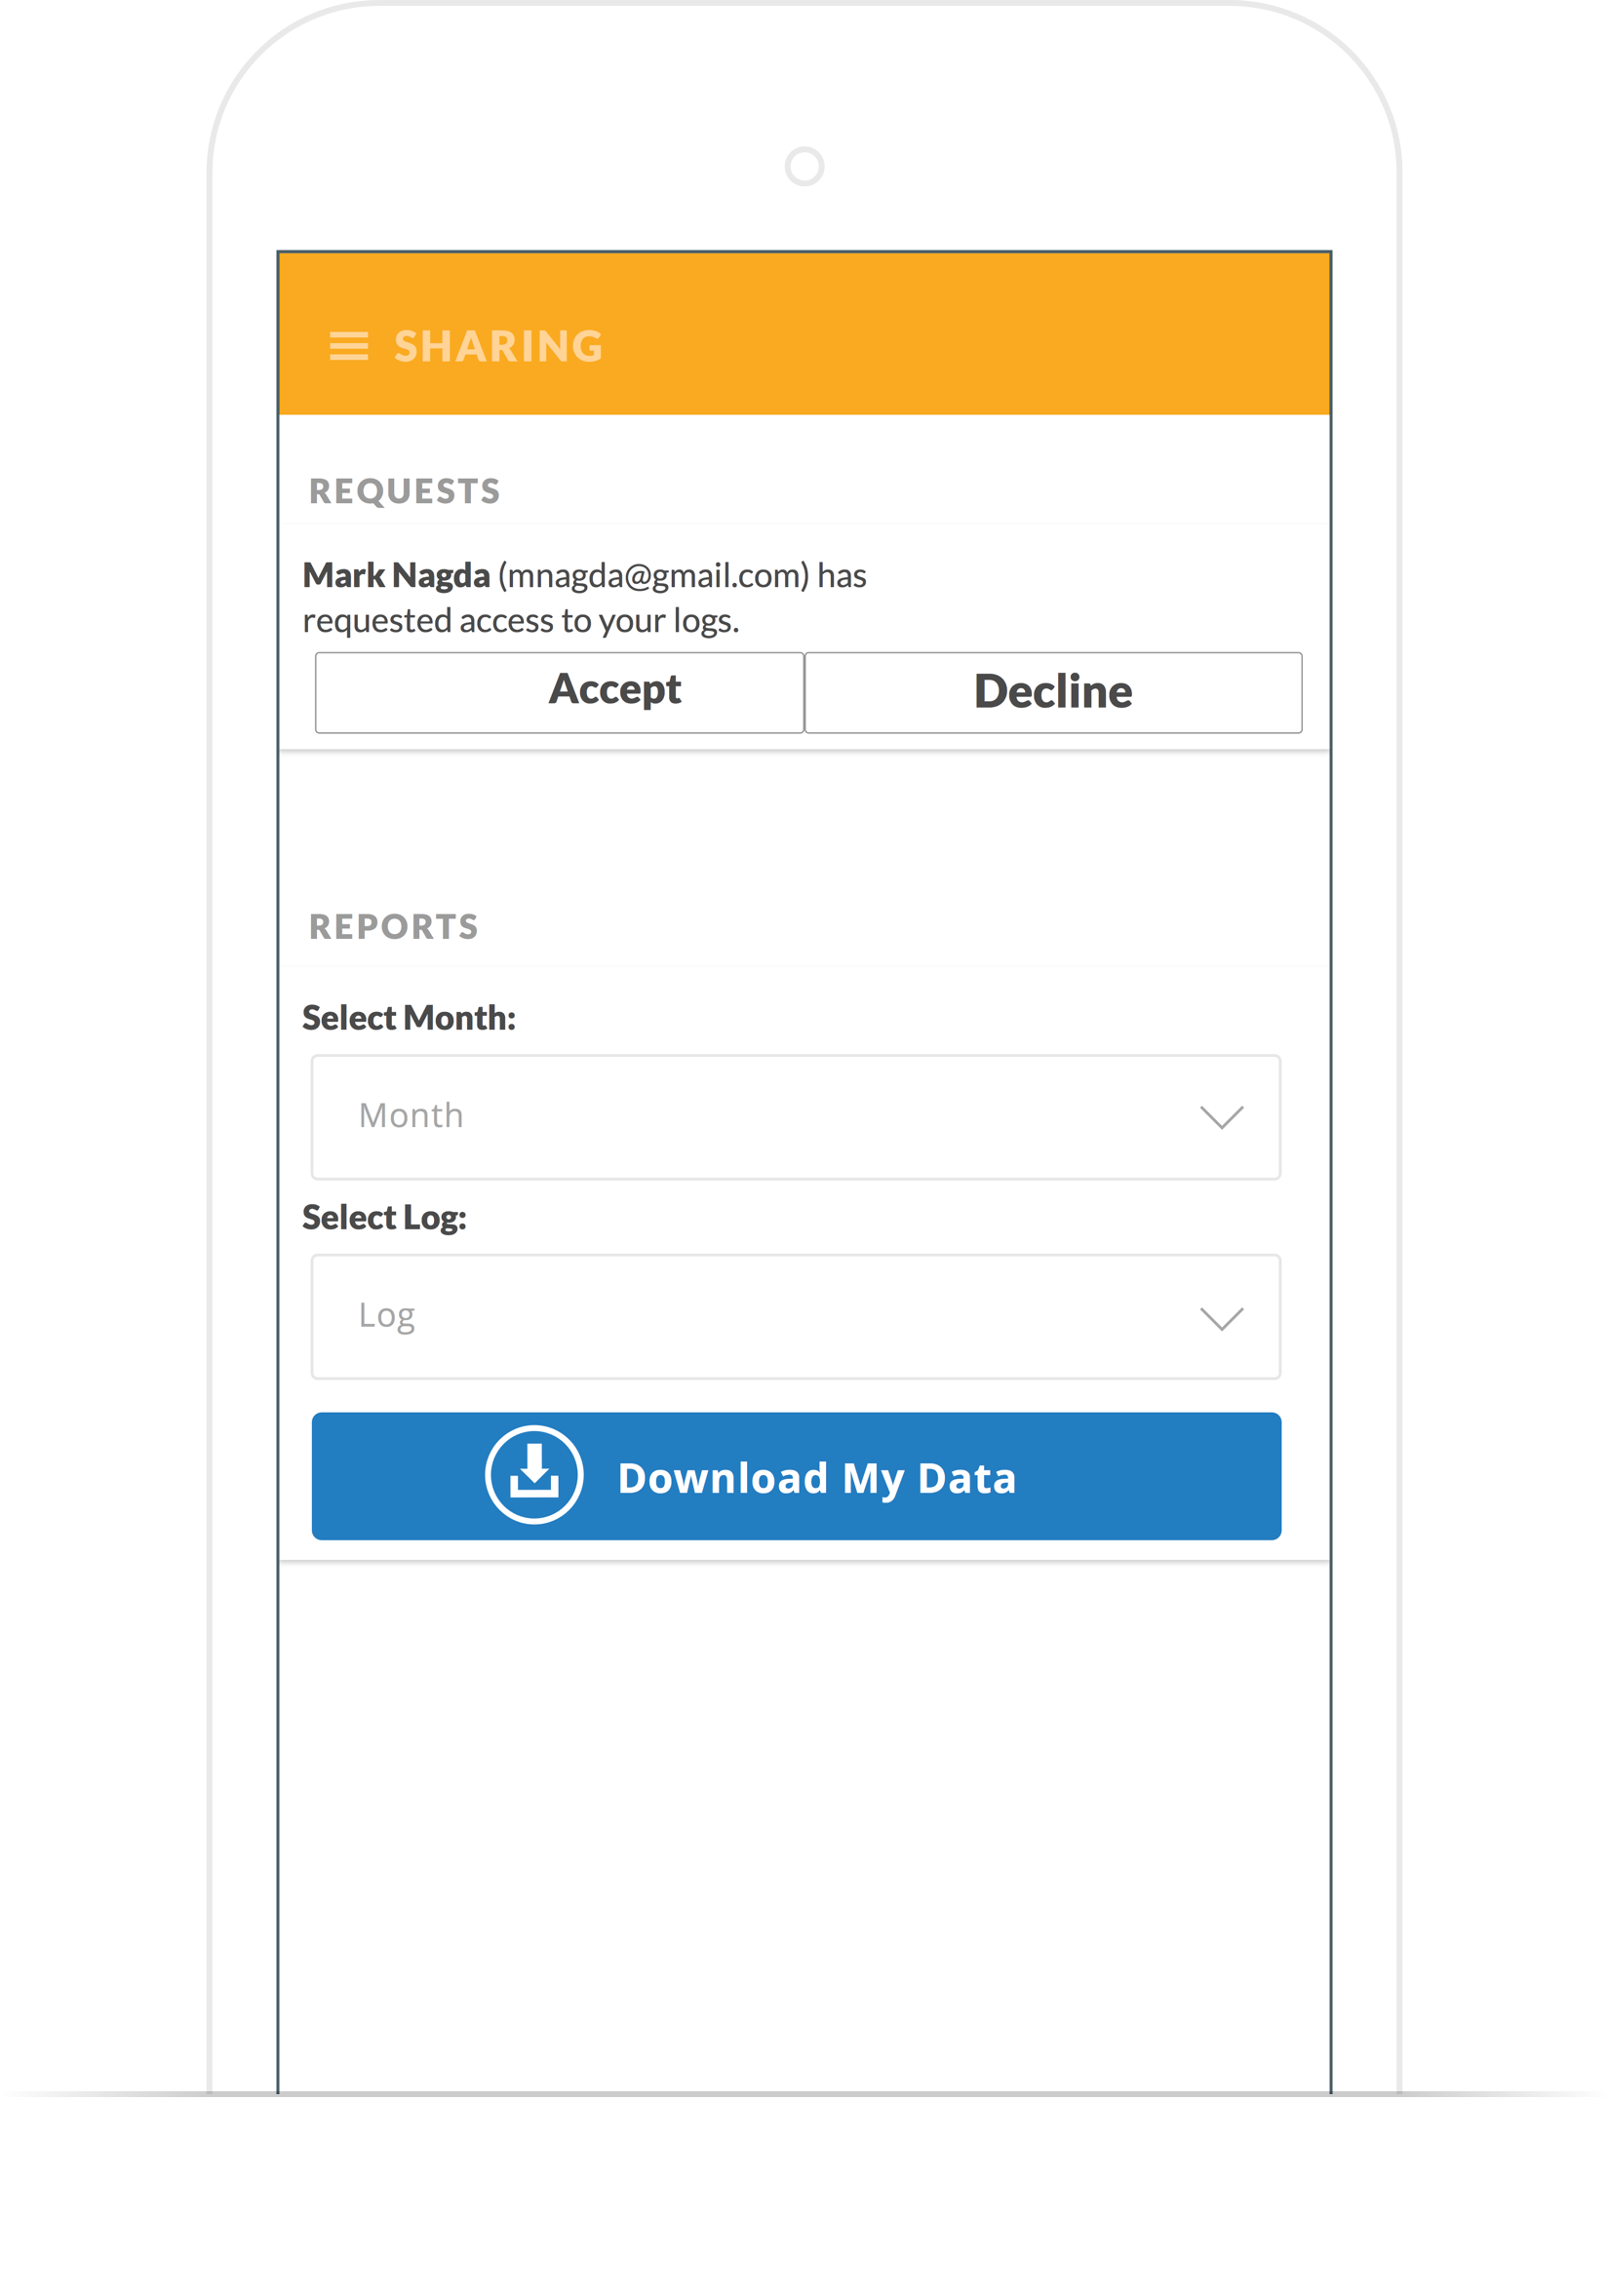 SHARING
REQUESTS
Mark Nagda (mnagda@gmail.com) has
requested access to your logs.
Accept Decline
REPORTS
Select Month:
Month
Select Log:
Log
Download My Data